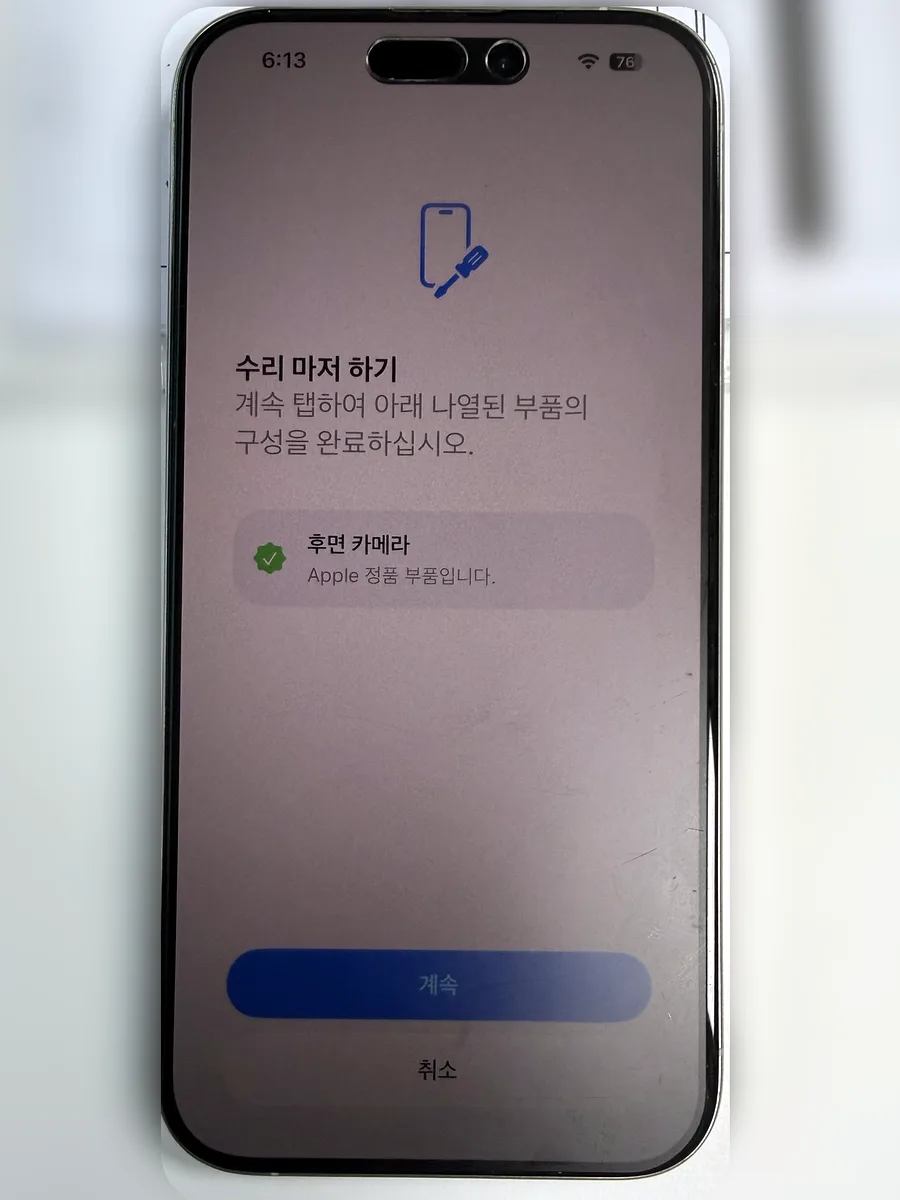 6:13
76
수리 마저 하기
계속 탭하여 아래 나열된 부품의
구성을 완료하십시오.
후면 카메라
Apple 정품 부품입니다.
계속
취소